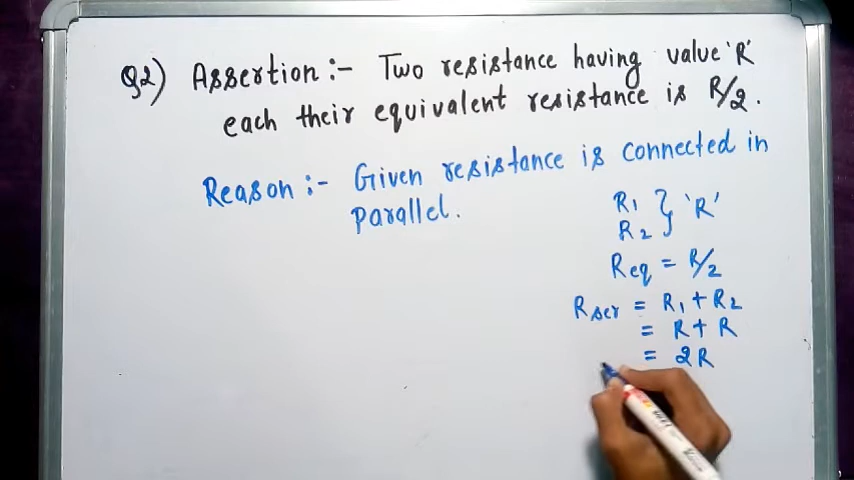 Q2) Assertion :- Two resistance having value 'R'
each their equivalent resistance is R/2.
Reason :- Given resistance is connected in
parallel.
R1 } 'R'
R2
Req = R/2
Rser = R1 + R2
= R + R
= 2R